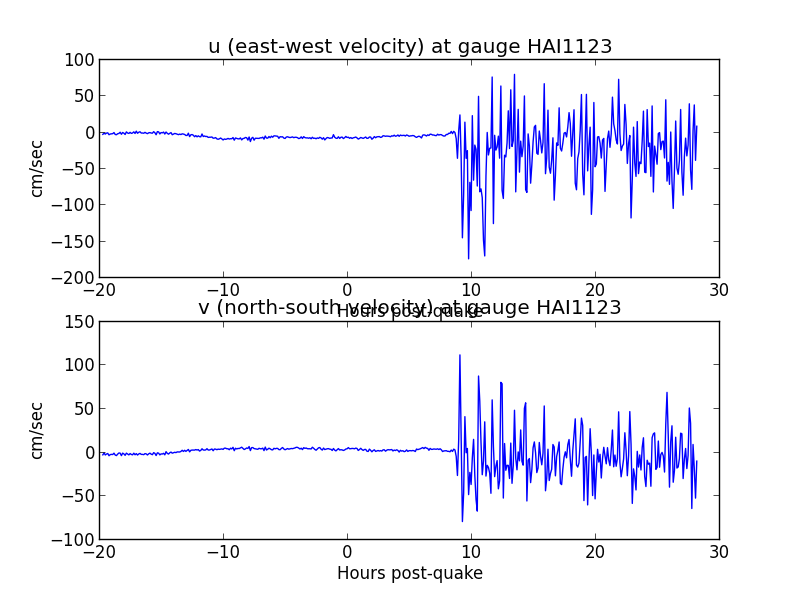 u (east-west velocity) at gauge HAI1123
100
50
0
−50
−100
−150
−200
cm/sec
−20 −10 0 10 20 30
Hours post-quake
v (north-south velocity) at gauge HAI1123
150
100
50
0
−50
−100
cm/sec
−20 −10 0 10 20 30
Hours post-quake